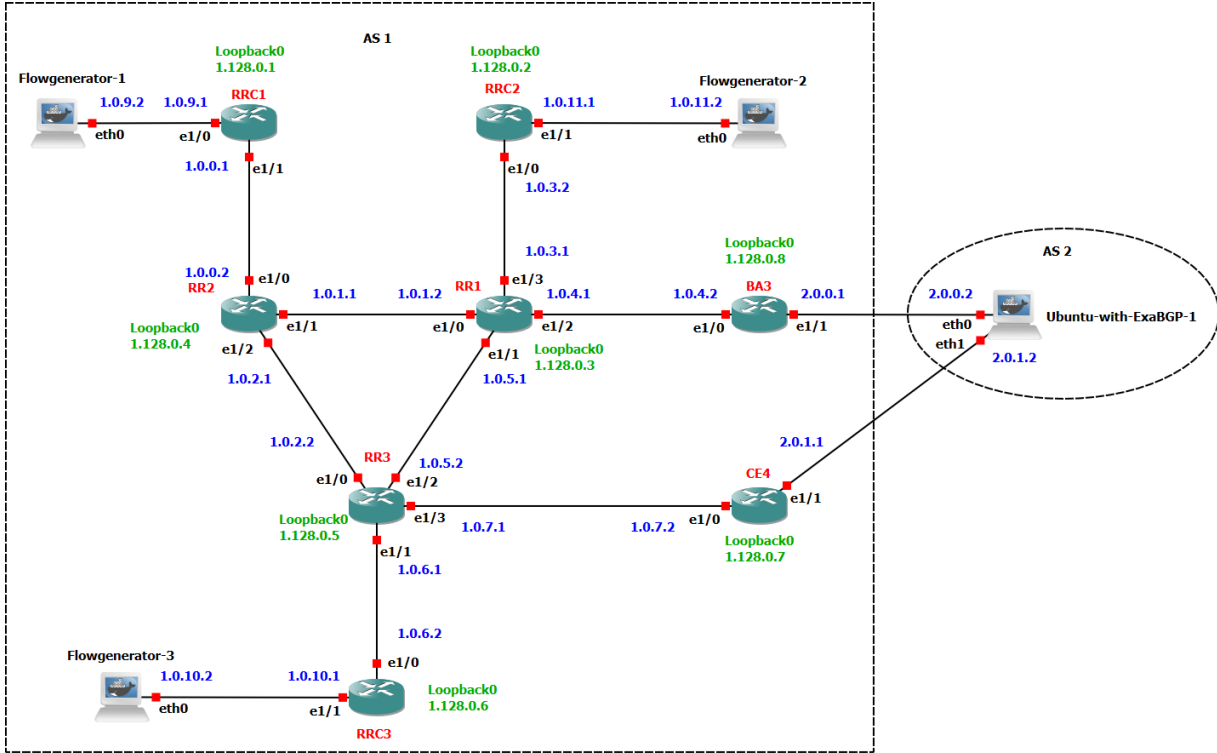 AS 1
Loopback0
1.128.0.1
Loopback0
1.128.0.2
Flowgenerator-1
Flowgenerator-2
RRC1
RRC2
1.0.9.2
1.0.9.1
1.0.11.1
1.0.11.2
eth0
e1/0
e1/1
eth0
1.0.0.1
e1/1
e1/0
1.0.3.2
Loopback0
1.128.0.8
AS 2
1.0.3.1
1.0.0.2
e1/0
RR2
RR1
e1/3
BA3
1.0.1.1
1.0.1.2
1.0.4.1
1.0.4.2
2.0.0.1
2.0.0.2
Ubuntu-with-ExaBGP-1
Loopback0
1.128.0.4
e1/1
e1/0
e1/2
e1/0
e1/1
eth0
eth1
e1/2
e1/1
Loopback0
1.128.0.3
2.0.1.2
1.0.2.1
1.0.5.1
1.0.2.2
RR3
1.0.5.2
2.0.1.1
e1/0
e1/2
CE4
e1/1
Loopback0
1.128.0.5
e1/3
1.0.7.1
1.0.7.2
e1/0
Loopback0
1.128.0.7
e1/1
1.0.6.1
1.0.6.2
Flowgenerator-3
e1/0
1.0.10.2
1.0.10.1
Loopback0
1.128.0.6
eth0
e1/1
RRC3